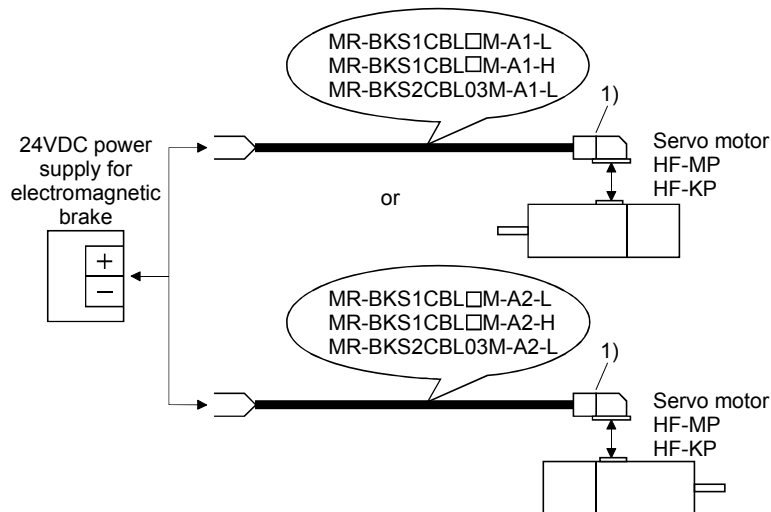 MR-BKS1CBL□M-A1-L
MR-BKS1CBL□M-A1-H
MR-BKS2CBL03M-A1-L
1)
24VDC power
supply for
electromagnetic
brake
Servo motor
HF-MP
HF-KP
or
+
−
MR-BKS1CBL□M-A2-L
MR-BKS1CBL□M-A2-H
MR-BKS2CBL03M-A2-L
1)
Servo motor
HF-MP
HF-KP